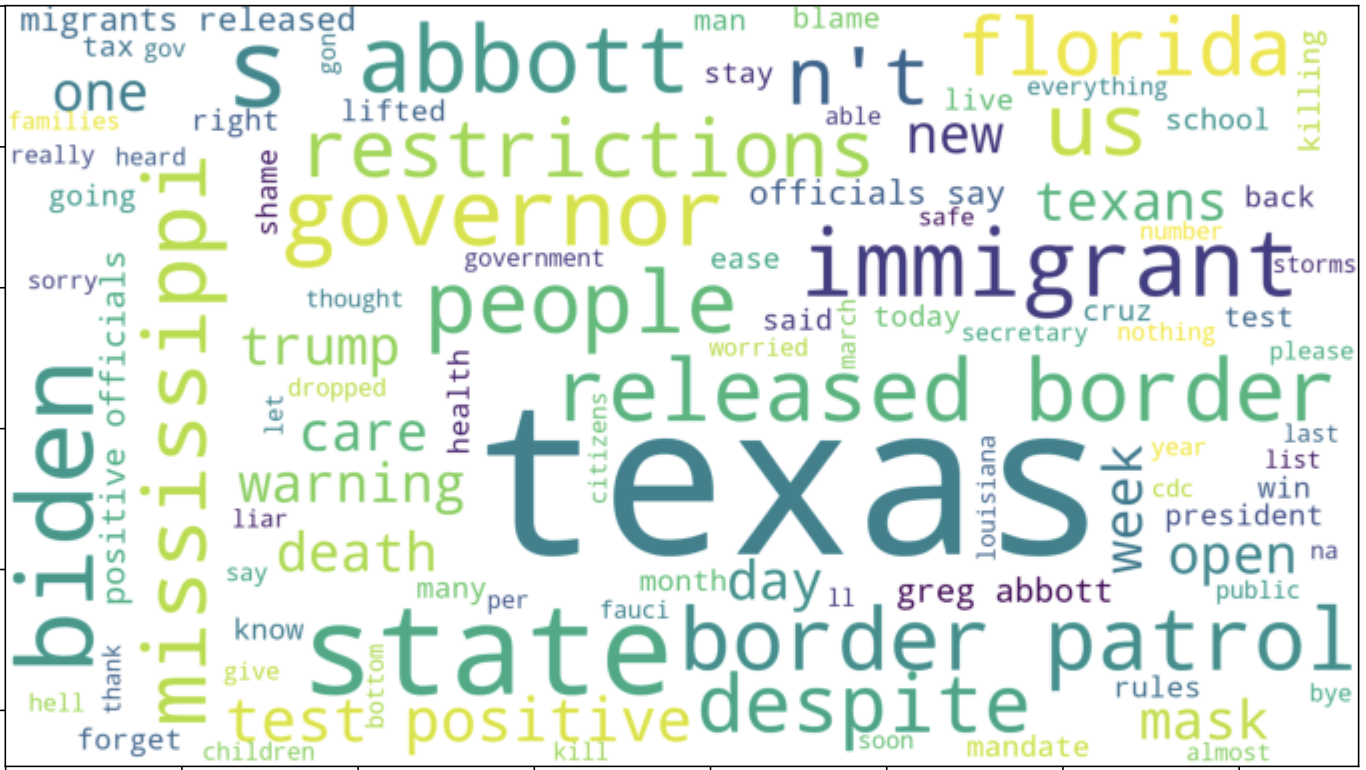 migrants released
man
blame
tax
gov
gone
s
abbott
stay
n't
florida
killing
one
everything
live
families
right
lifted
able
new
us
school
really
heard
restrictions
going
shame
governor
officials say
safe
texans
back
number
sorry
government
ease
immigrant
storms
thought
people
said
march
today
cruz
test
secretary
nothing
mississippi
positive officials
trump
worried
please
dropped
health
released border
biden
let
care
citizens
texas
louisiana
week
year
last
list
warning
cdc
win
liar
president
death
open
na
say
many
per
month
day
ll
greg abbott
public
fauci
know
state
border patrol
thank
give
bottom
rules
bye
hell
test positive
despite
mask
forget
children
kill
soon
mandate
almost